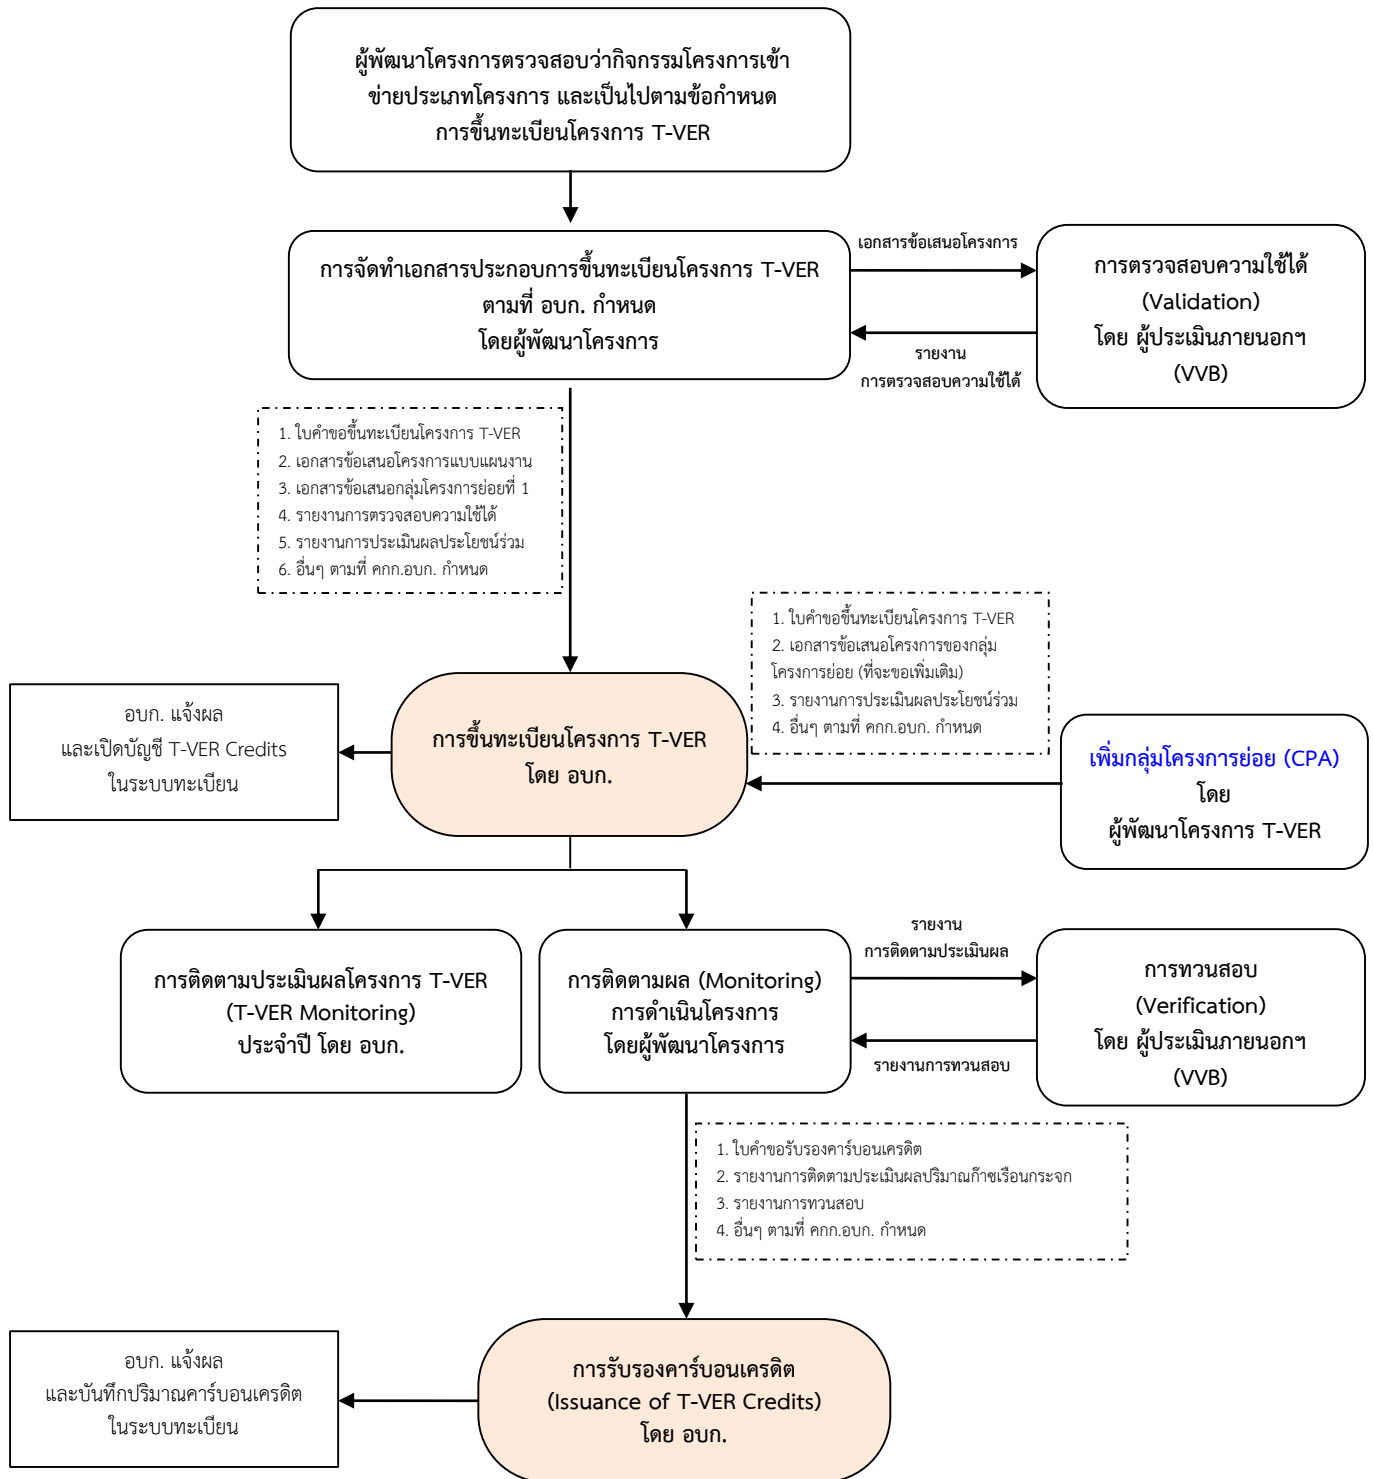 ผู้พัฒนาโครงการตรวจสอบว่ากิจกรรมโครงการเข้า
ข่ายประเภทโครงการ และเป็นไปตามข้อกำหนด
การขึ้นทะเบียนโครงการ T-VER
การจัดทำเอกสารประกอบการขึ้นทะเบียนโครงการ T-VER
ตามที่ อบก. กำหนด
โดยผู้พัฒนาโครงการ
เอกสารข้อเสนอโครงการ
รายงาน
การตรวจสอบความใช้ได้
การตรวจสอบความใช้ได้
(Validation)
โดย ผู้ประเมินภายนอกฯ
(VVB)
1. ใบคำขอขึ้นทะเบียนโครงการ T-VER
2. เอกสารข้อเสนอโครงการแบบแผนงาน
3. เอกสารข้อเสนอกลุ่มโครงการย่อยที่ 1
4. รายงานการตรวจสอบความใช้ได้
5. รายงานการประเมินผลประโยชน์ร่วม
6. อื่นๆ ตามที่ คกก.อบก. กำหนด
1. ใบคำขอขึ้นทะเบียนโครงการ T-VER
2. เอกสารข้อเสนอโครงการของกลุ่ม
โครงการย่อย (ที่จะขอเพิ่มเติม)
3. รายงานการประเมินผลประโยชน์ร่วม
4. อื่นๆ ตามที่ คกก.อบก. กำหนด
อบก. แจ้งผล
และเปิดบัญชี T-VER Credits
ในระบบทะเบียน
การขึ้นทะเบียนโครงการ T-VER
โดย อบก.
เพิ่มกลุ่มโครงการย่อย (CPA)
โดย
ผู้พัฒนาโครงการ T-VER
การติดตามประเมินผลโครงการ T-VER
(T-VER Monitoring)
ประจำปี โดย อบก.
การติดตามผล (Monitoring)
การดำเนินโครงการ
โดยผู้พัฒนาโครงการ
รายงาน
การติดตามประเมินผล
รายงานการทวนสอบ
การทวนสอบ
(Verification)
โดย ผู้ประเมินภายนอกฯ
(VVB)
1. ใบคำขอรับรองคาร์บอนเครดิต
2. รายงานการติดตามประเมินผลปริมาณก๊าซเรือนกระจก
3. รายงานการทวนสอบ
4. อื่นๆ ตามที่ คกก.อบก. กำหนด
อบก. แจ้งผล
และบันทึกปริมาณคาร์บอนเครดิต
ในระบบทะเบียน
การรับรองคาร์บอนเครดิต
(Issuance of T-VER Credits)
โดย อบก.